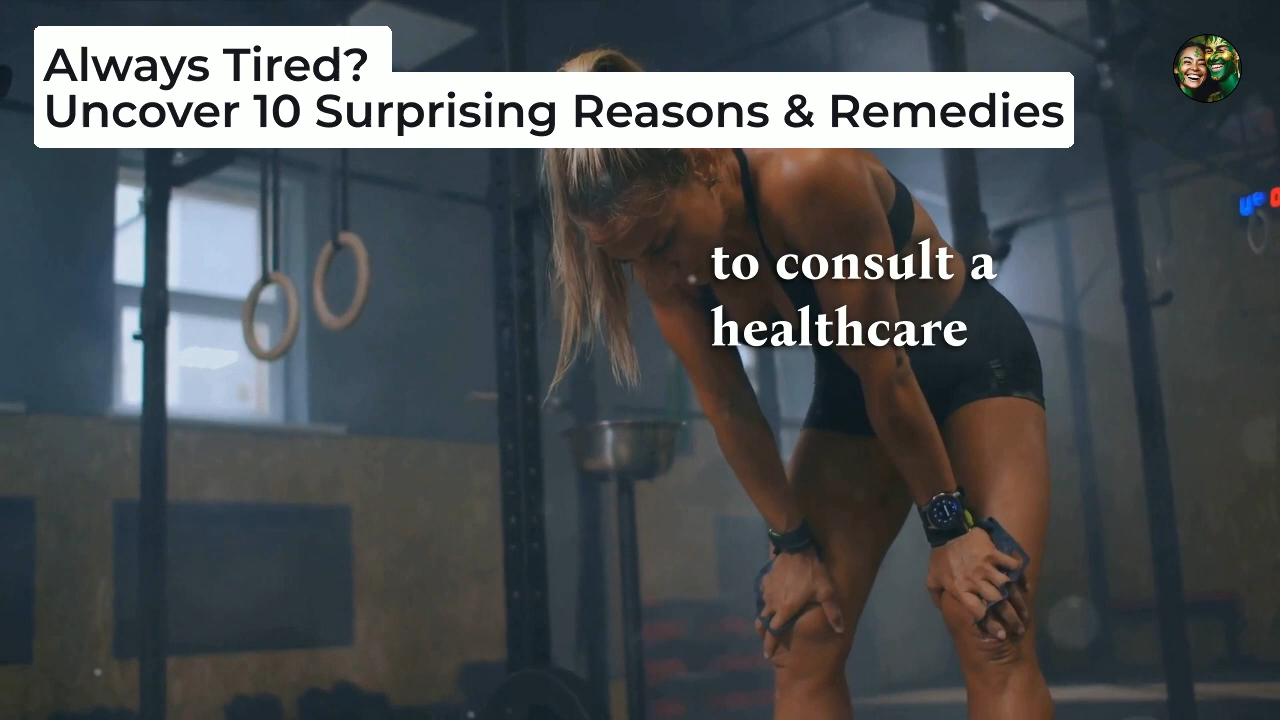 Always Tired?
Uncover 10 Surprising Reasons & Remedies
to consult a
healthcare